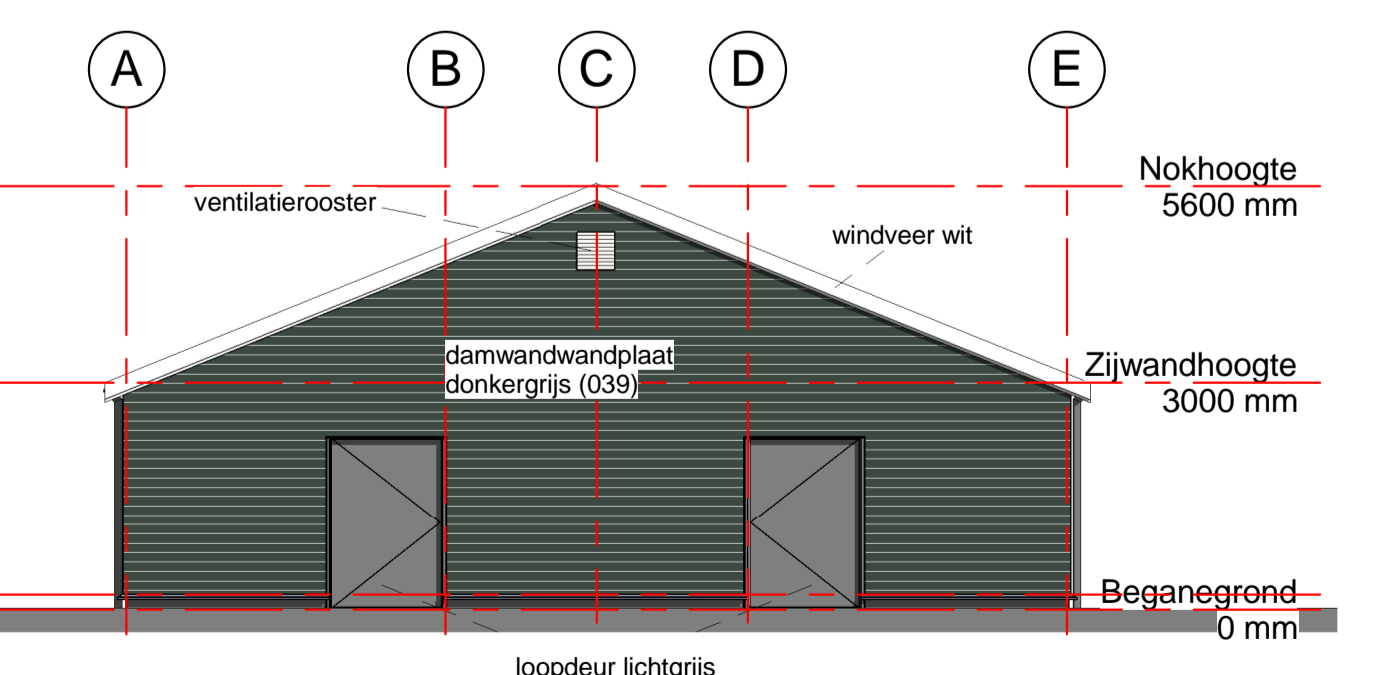 A B C D E
Nokhoogte
5600 mm
ventilatierooster
windveer wit
damwandwandplaat
donkergrijs (039)
Zijwandhoogte
3000 mm
Beganegrond
0 mm
loopdeur lichtgrijs